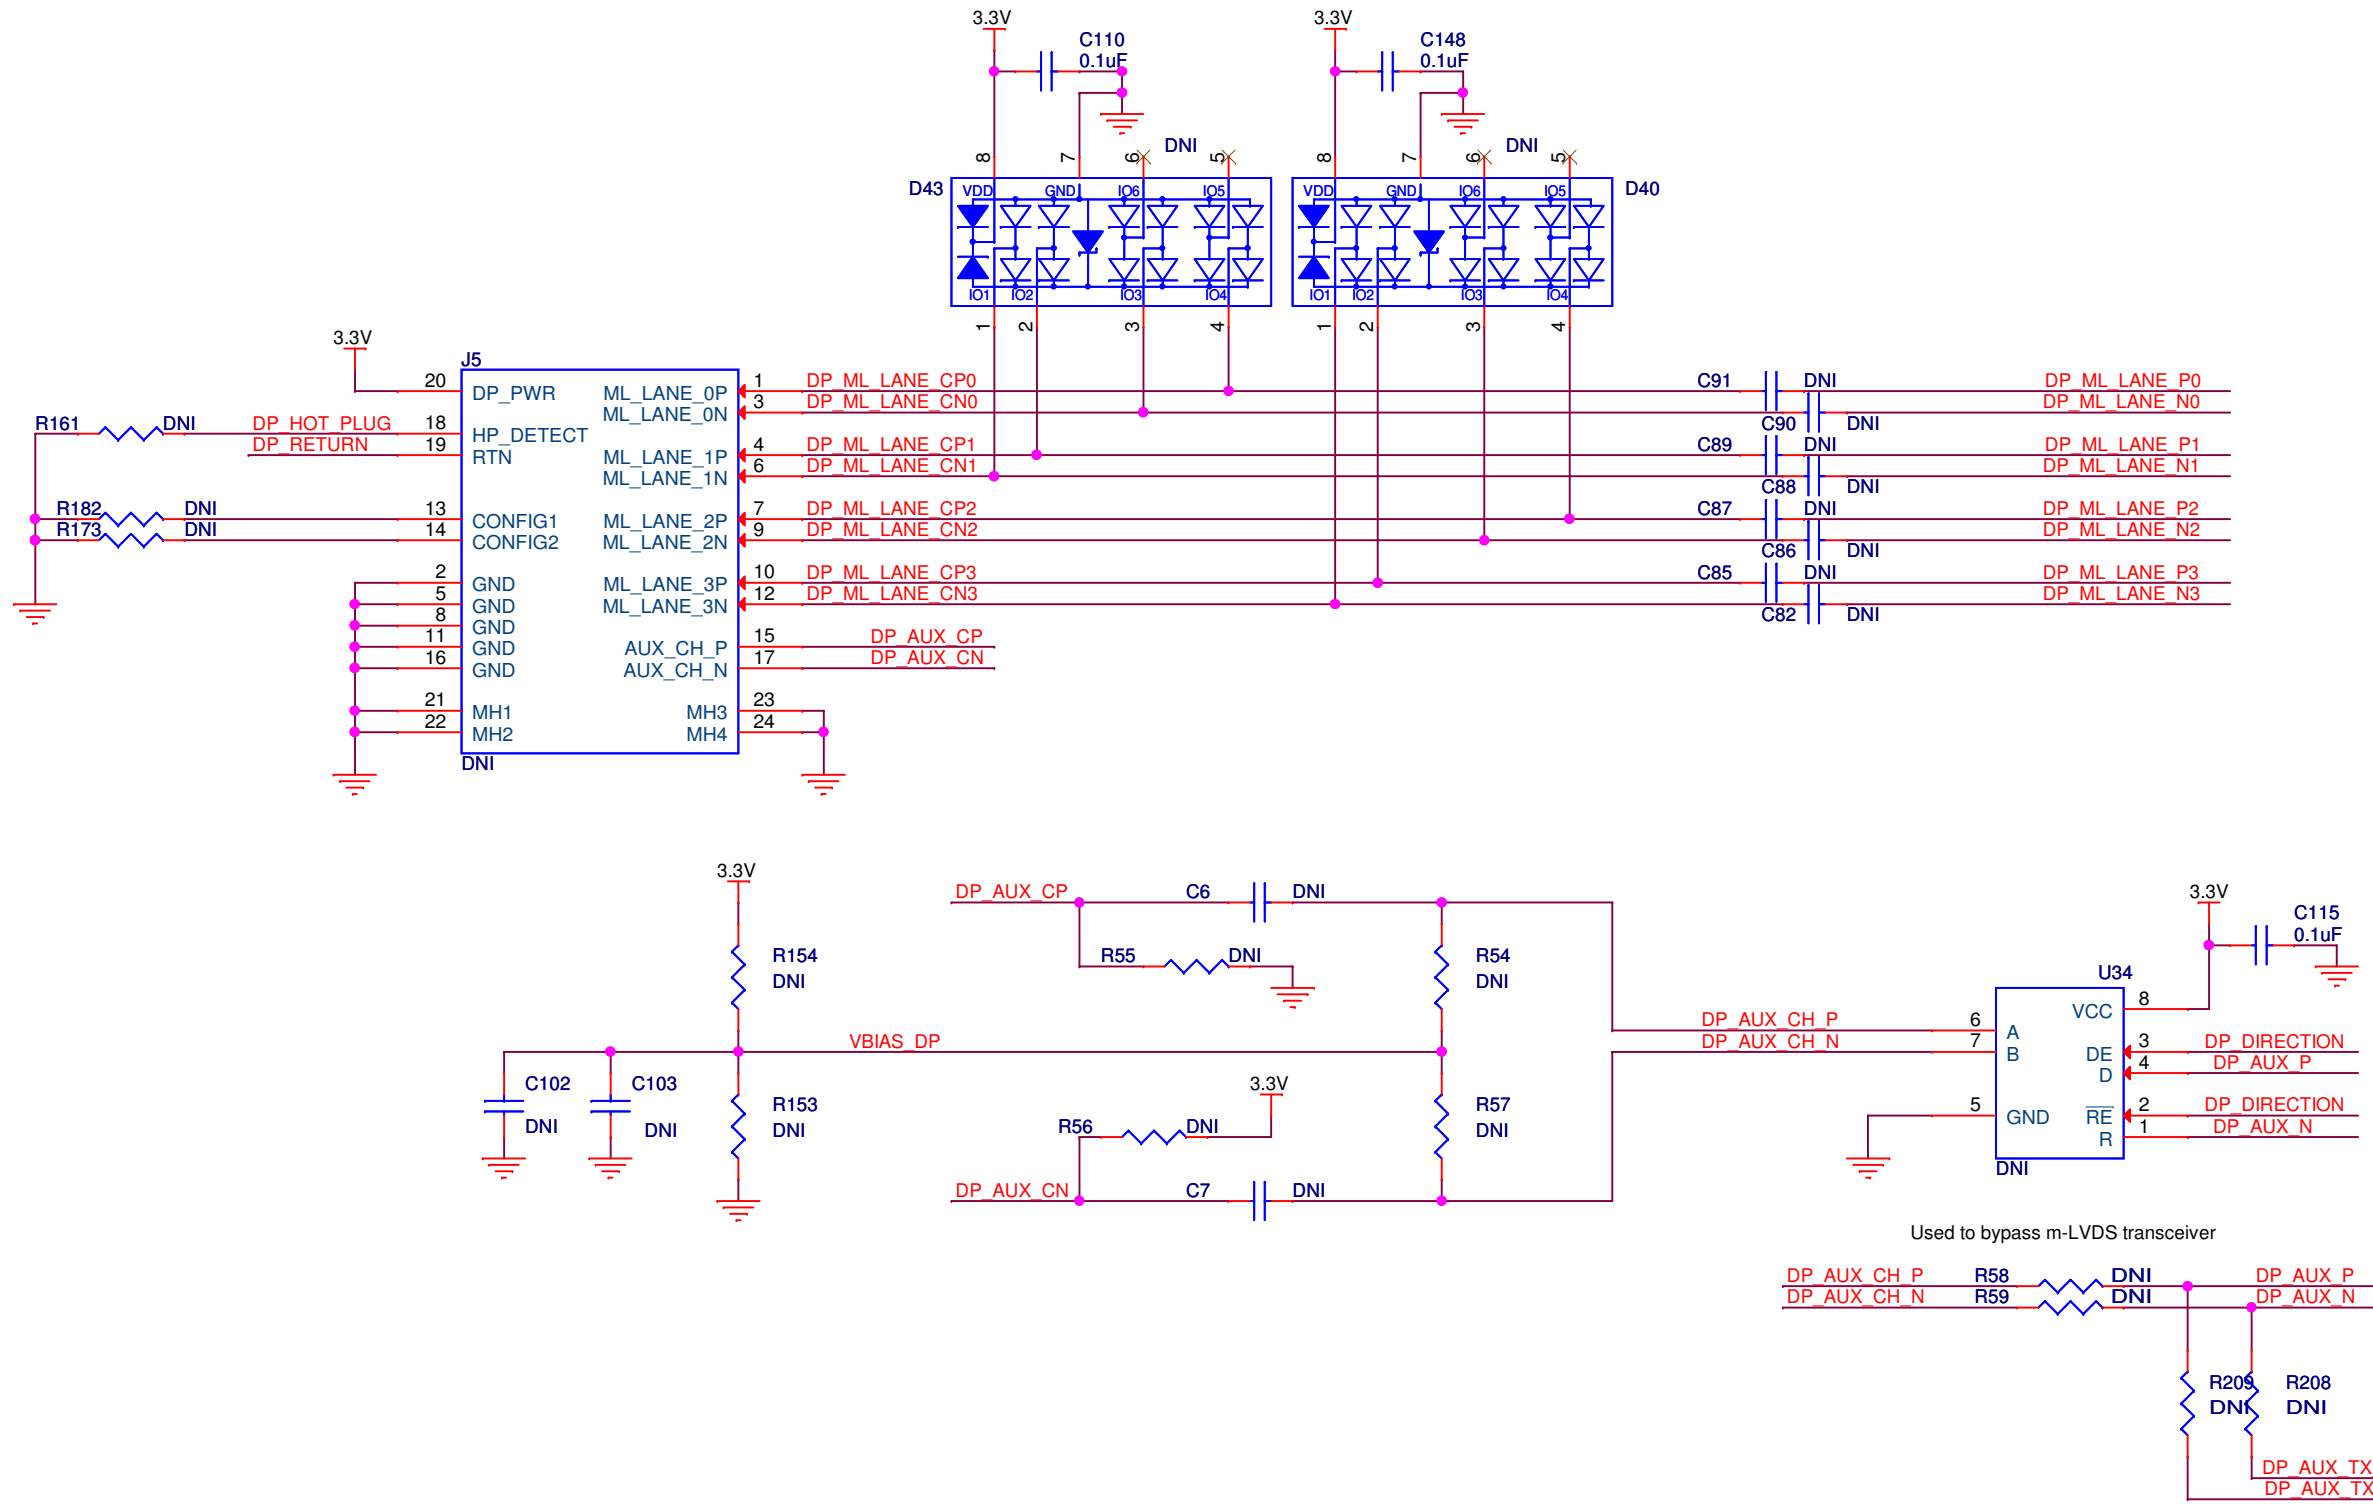 3.3V
C110
0.1uF
3.3V
C148
0.1uF
8
7
6
DNI
5
8
7
6
DNI
5
D43
VDD
GND
IO6
IO5
IO1
IO2
IO3
IO4
VDD
GND
IO6
IO5
IO1
IO2
IO3
IO4
D40
1
2
3
4
1
2
3
4
3.3V
J5
20
DP_PWR
R161
DNI
DP_HOT_PLUG
18
HP_DETECT
DP_RETURN
19
RTN
R182
DNI
13
CONFIG1
R173
DNI
14
CONFIG2
2
GND
5
GND
8
GND
11
GND
16
GND
21
MH1
22
MH2
DNI
ML_LANE_0P
1
DP_ML_LANE_CP0
C91
DNI
DP_ML_LANE_P0
ML_LANE_0N
3
DP_ML_LANE_CN0
C90
DNI
DP_ML_LANE_N0
ML_LANE_1P
4
DP_ML_LANE_CP1
C89
DNI
DP_ML_LANE_P1
ML_LANE_1N
6
DP_ML_LANE_CN1
C88
DNI
DP_ML_LANE_N1
ML_LANE_2P
7
DP_ML_LANE_CP2
C87
DNI
DP_ML_LANE_P2
ML_LANE_2N
9
DP_ML_LANE_CN2
C86
DNI
DP_ML_LANE_N2
ML_LANE_3P
10
DP_ML_LANE_CP3
C85
DNI
DP_ML_LANE_P3
ML_LANE_3N
12
DP_ML_LANE_CN3
C82
DNI
DP_ML_LANE_N3
AUX_CH_P
15
DP_AUX_CP
AUX_CH_N
17
DP_AUX_CN
MH3
23
MH4
24
3.3V
R154
DNI
VBIAS_DP
C102
DNI
C103
DNI
R153
DNI
DP_AUX_CP
C6
DNI
R55
DNI
R54
DNI
3.3V
R56
DNI
R57
DNI
DP_AUX_CN
C7
DNI
DP_AUX_CH_P
6
A
DP_AUX_CH_N
7
B
5
GND
3.3V
C115
0.1uF
U34
VCC
8
DE
3
DP_DIRECTION
D
4
DP_AUX_P
RE
2
DP_DIRECTION
R
1
DP_AUX_N
DNI
Used to bypass m-LVDS transceiver
DP_AUX_CH_P
R58
DNI
DP_AUX_P
DP_AUX_CH_N
R59
DNI
DP_AUX_N
R209
DNI
R208
DNI
DP_AUX_TX
DP_AUX_TX